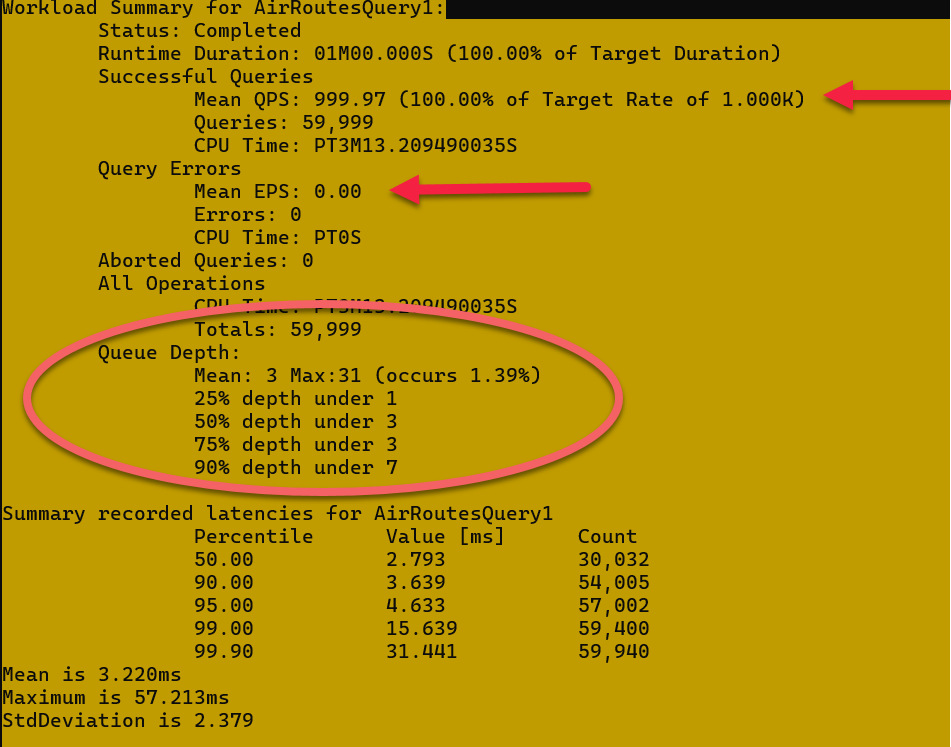 Workload Summary for AirRoutesQuery1:
Status: Completed
Runtime Duration: 01M00.000S (100.00% of Target Duration)
Successful Queries
Mean QPS: 999.97 (100.00% of Target Rate of 1.000K)
Queries: 59,999
CPU Time: PT3M13.209490035S
Query Errors
Mean EPS: 0.00
Errors: 0
CPU Time: PT0S
Aborted Queries: 0
All Operations
CPU Time: PT3M13.209490035S
Totals: 59,999
Queue Depth:
Mean: 3 Max:31 (occurs 1.39%)
25% depth under 1
50% depth under 3
75% depth under 3
90% depth under 7
Summary recorded latencies for AirRoutesQuery1
Percentile Value [ms] Count
50.00 2.793 30,032
90.00 3.639 54,005
95.00 4.633 57,002
99.00 15.639 59,400
99.90 31.441 59,940
Mean is 3.220ms
Maximum is 57.213ms
StdDeviation is 2.379